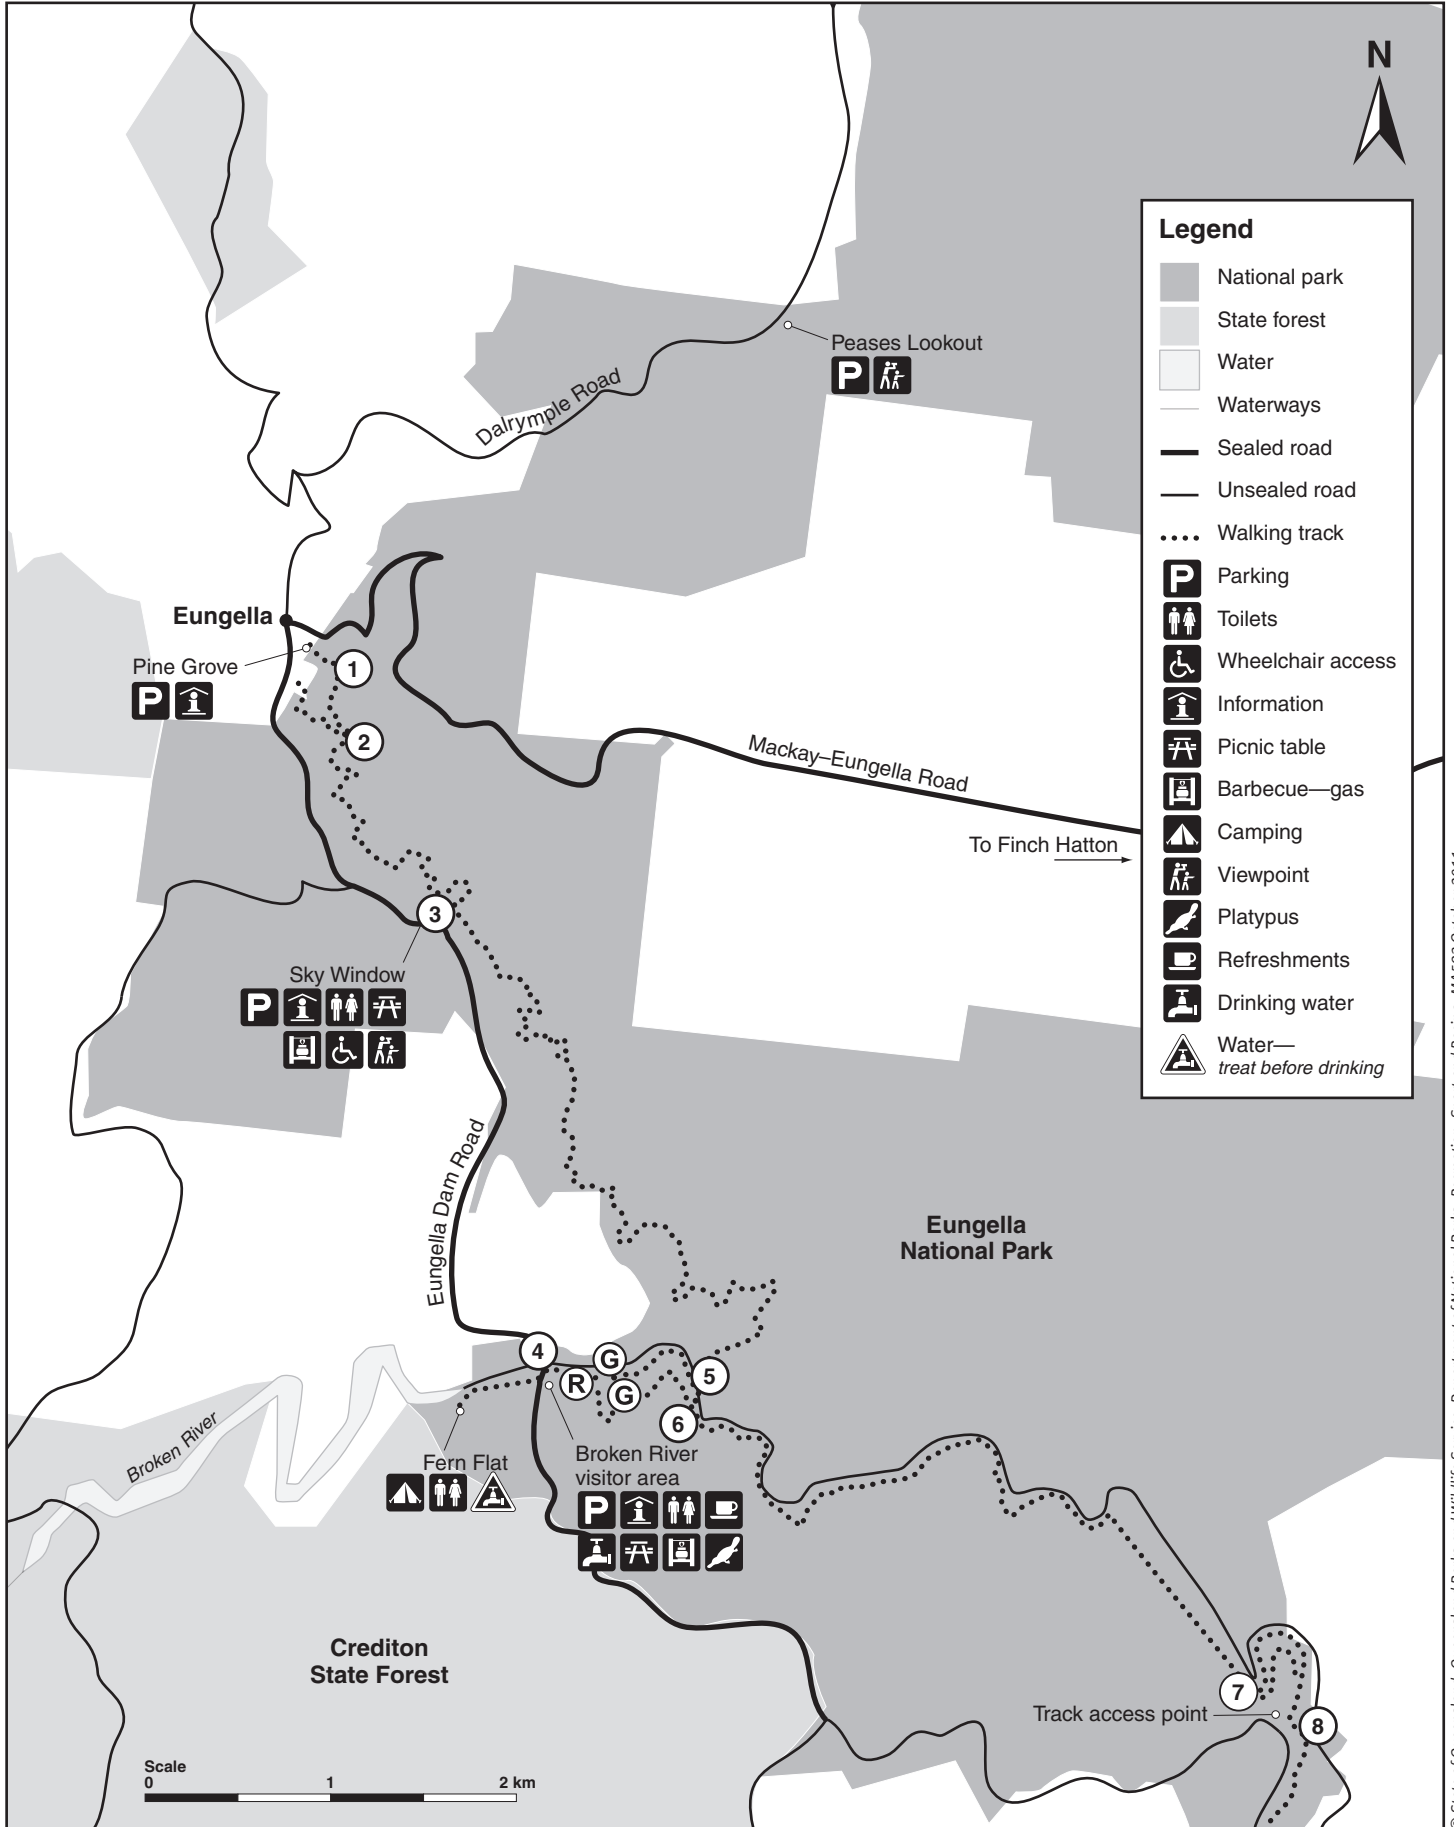 N
Legend
National park
State forest
Water
Waterways
Sealed road
Unsealed road
Walking track
P Parking
Toilets
Wheelchair access
i Information
Picnic table
Barbecue—gas
Camping
Viewpoint
Platypus
Refreshments
Drinking water
Water—
treat before drinking
Peases Lookout
P
Dalrymple Road
Eungella
Pine Grove
P i
1
2
Mackay–Eungella Road
To Finch Hatton
3
Sky Window
P i
Eungella Dam Road
Eungella
National Park
4
G
R
G
5
6
Broken River
Fern Flat
Broken River
visitor area
P i
Crediton
State Forest
7
Track access point
8
Scale
0 1 2 km